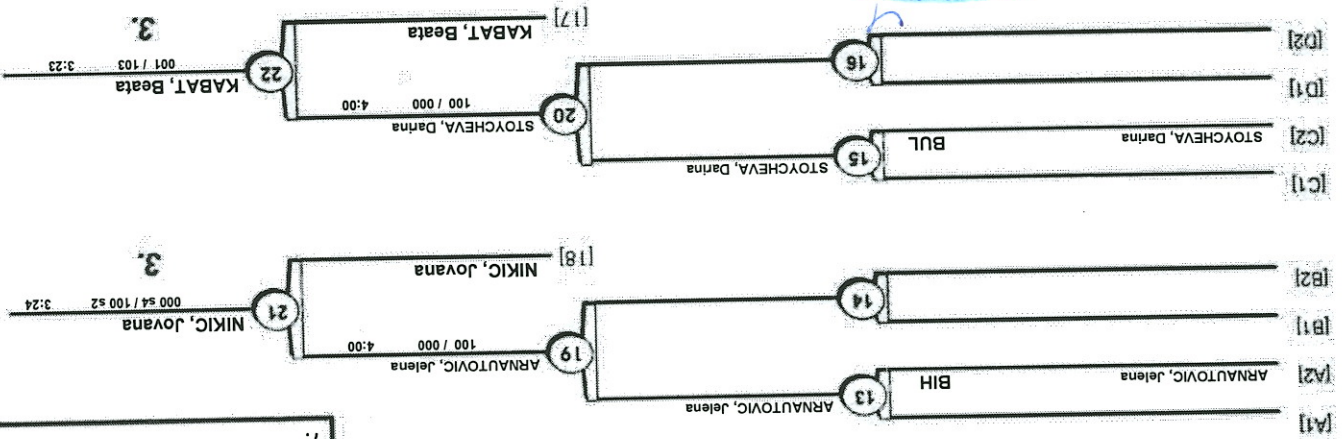 7.
[A1]
[A2] ARNAUTOVIC, Jelena BIH
13
ARNAUTOVIC, Jelena
[B1]
[B2]
14
19
ARNAUTOVIC, Jelena
100 / 000 4:00
[18] NIKIC, Jovana
21
NIKIC, Jovana
000 s4 / 100 s2 3:24
3.
[C1]
[C2] STOYCHEVA, Darina BUL
15
STOYCHEVA, Darina
[D1]
[D2]
16
20
STOYCHEVA, Darina
100 / 000 4:00
[17] KABAT, Beata
22
KABAT, Beata
001 / 103 3:23
3.